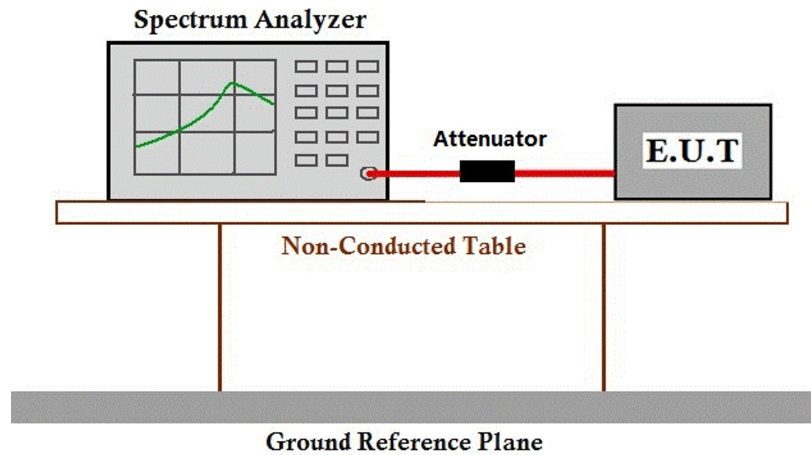 Spectrum Analyzer
Attenuator
E.U.T
Non-Conducted Table
Ground Reference Plane